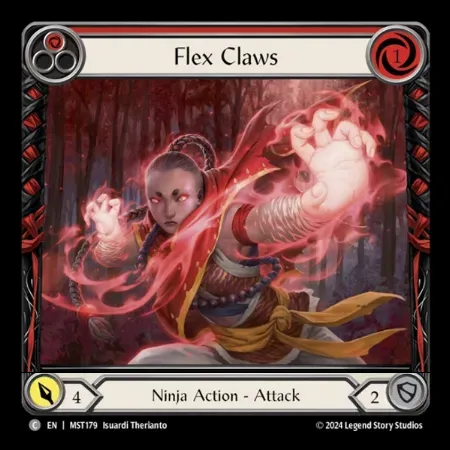 Flex Claws
1
4
Ninja Action - Attack
2
C EN | MST179 Isuardi Therianto
© 2024 Legend Story Studios